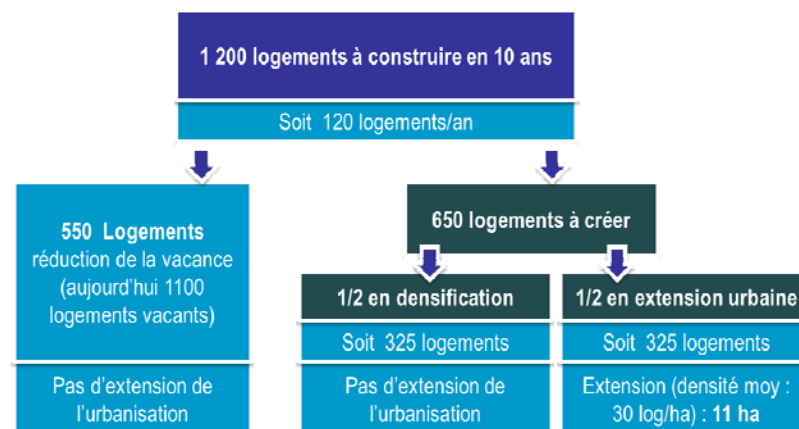 1 200 logements à construire en 10 ans
Soit 120 logements/an
550 Logements
réduction de la vacance
(aujourd'hui 1100
logements vacants)
Pas d'extension de
l'urbanisation
650 logements à créer
1/2 en densification
Soit 325 logements
Pas d'extension de
l'urbanisation
1/2 en extension urbaine
Soit 325 logements
Extension (densité moy :
30 log/ha) : 11 ha